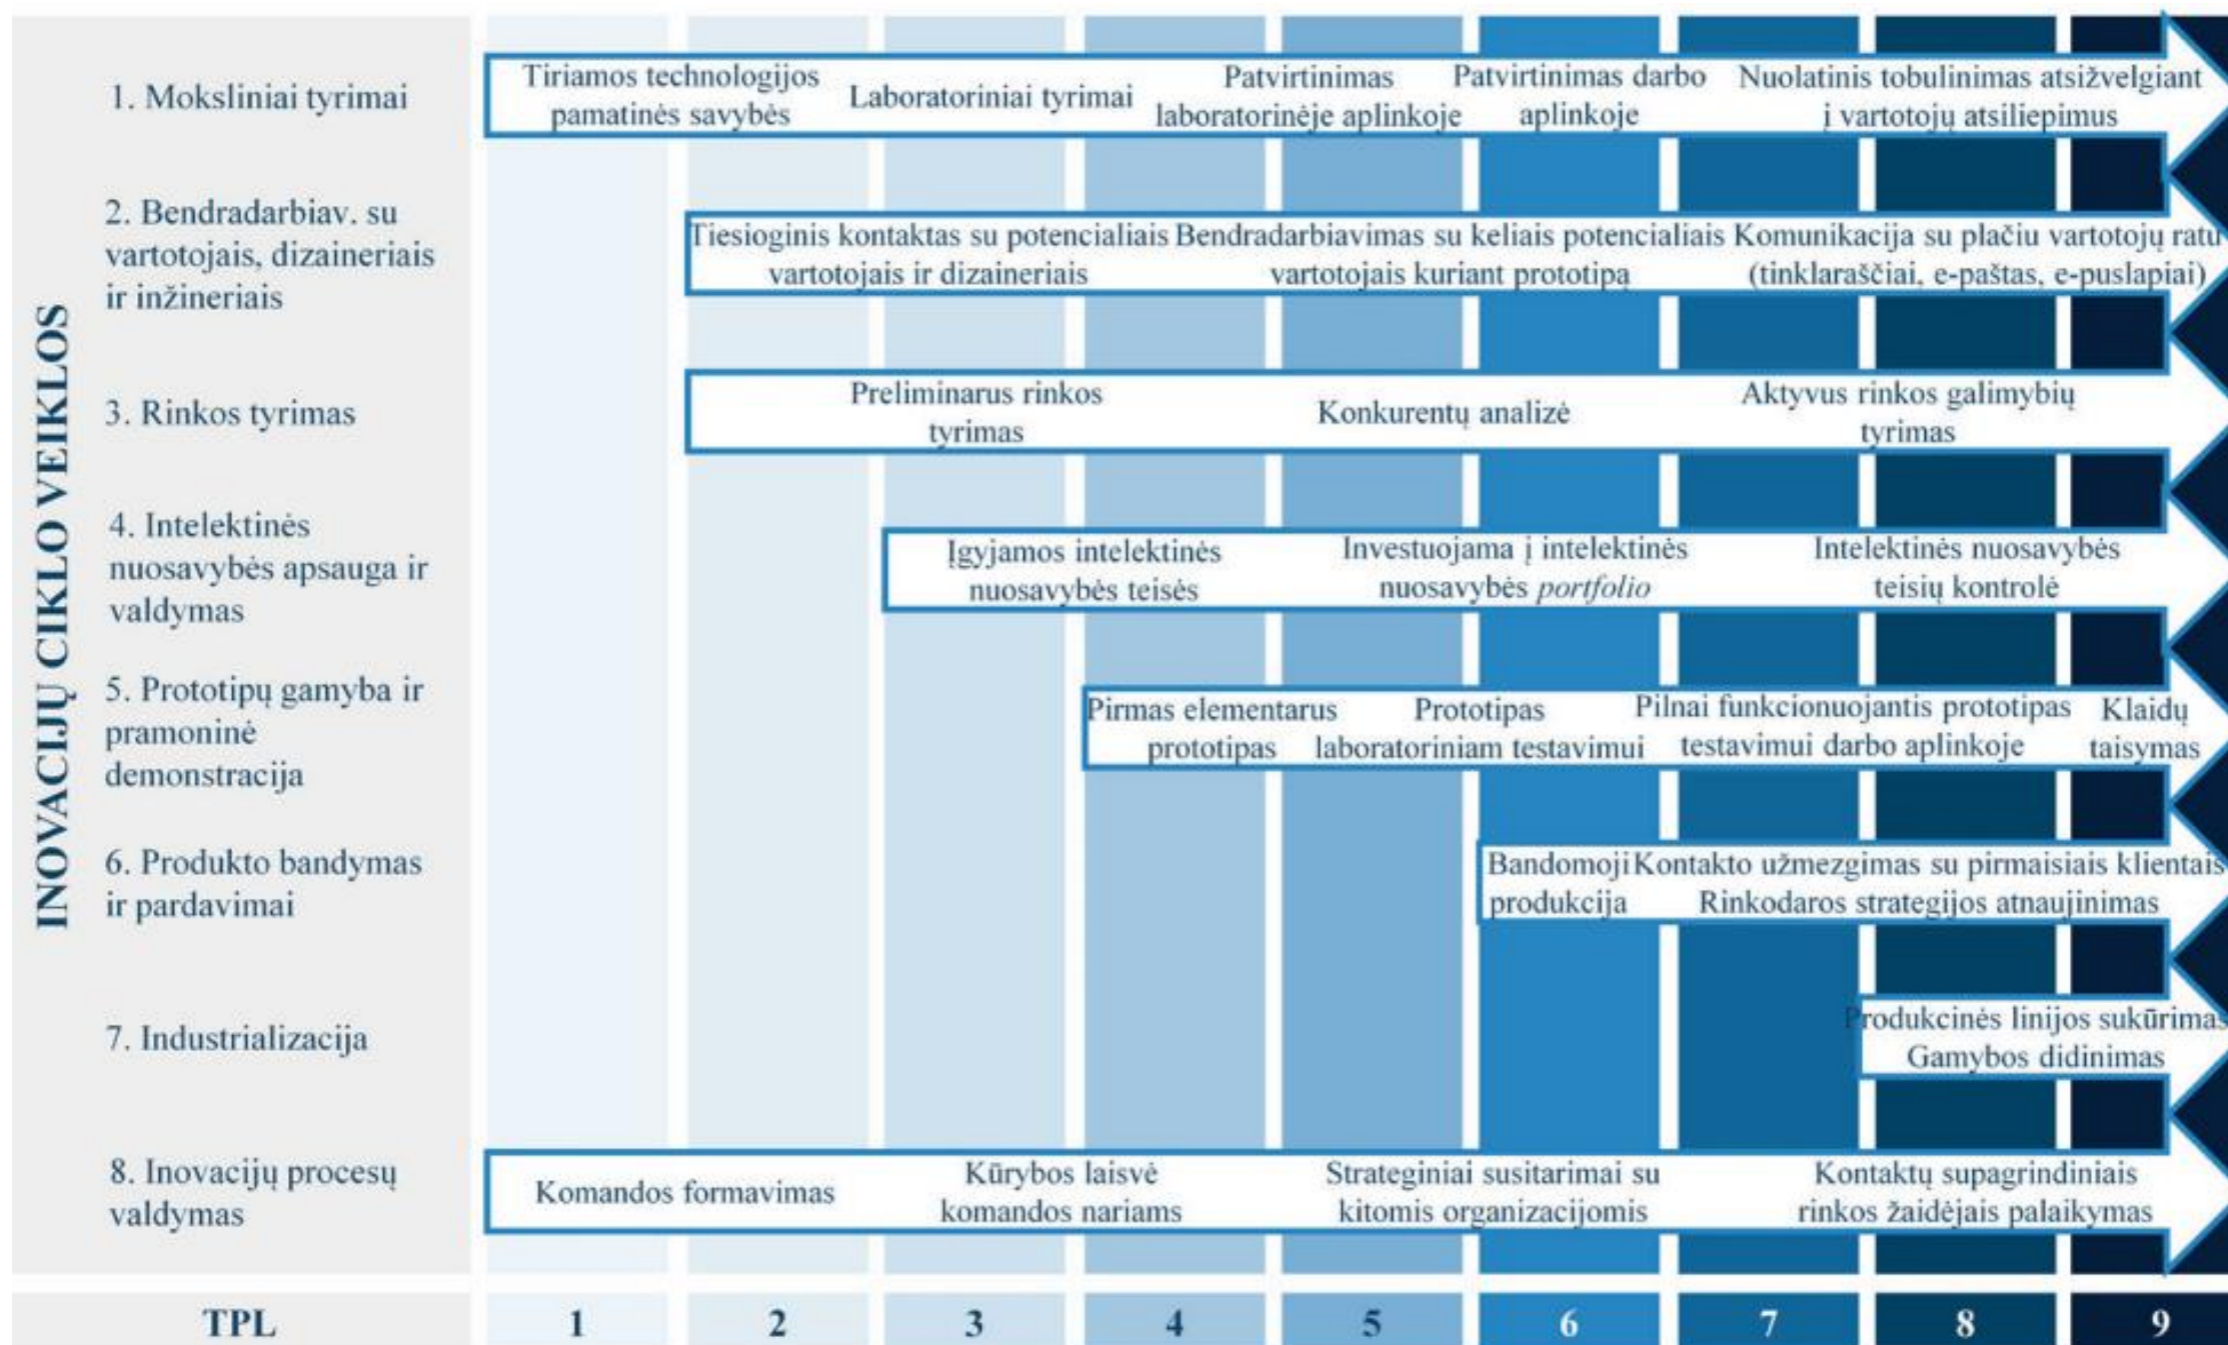 INOVACIJŲ CIKLO VEIKLOS
1. Moksliniai tyrimai
Tiriamos technologijos
pamatinės savybės
Laboratoriniai tyrimai
Patvirtinimas
laboratorinėje aplinkoje
Patvirtinimas darbo
aplinkoje
Nuolatinis tobulinimas atsižvelgiant
į vartotojų atsiliepimus
2. Bendradarbiav. su
vartotojais, dizaineriais
ir inžineriais
Tiesioginis kontaktas su potencialiais
vartotojais ir dizaineriais
Bendradarbiavimas su keliais potencialiais
vartotojais kuriant prototipą
Komunikacija su plačiu vartotojų ratu
(tinklaraščiai, e-paštas, e-puslapiai)
3. Rinkos tyrimas
Preliminarus rinkos
tyrimas
Konkurentų analizė
Aktyvus rinkos galimybių
tyrimas
4. Intelektinės
nuosavybės apsauga ir
valdymas
Įgyjamos intelektinės
nuosavybės teisės
Investuojama į intelektinės
nuosavybės portfolio
Intelektinės nuosavybės
teisių kontrolė
5. Prototipų gamyba ir
pramoninė
demonstracija
Pirmas elementarus
prototipas
Prototipas
laboratoriniam testavimui
Pilnai funkcionuojantis prototipas
testavimui darbo aplinkoje
Klaidų
taisymas
6. Produkto bandymas
ir pardavimai
Bandomoji
produkcija
Kontakto užmezgimas su pirmaisiais klientais
Rinkodaros strategijos atnaujinimas
7. Industrializacija
Produkcinės linijos sukūrimas
Gamybos didinimas
8. Inovacijų procesų
valdymas
Komandos formavimas
Kūrybos laisvė
komandos nariams
Strateginiai susitarimai su
kitomis organizacijomis
Kontaktų supagrindiniais
rinkos žaidėjais palaikymas
TPL 1 2 3 4 5 6 7 8 9